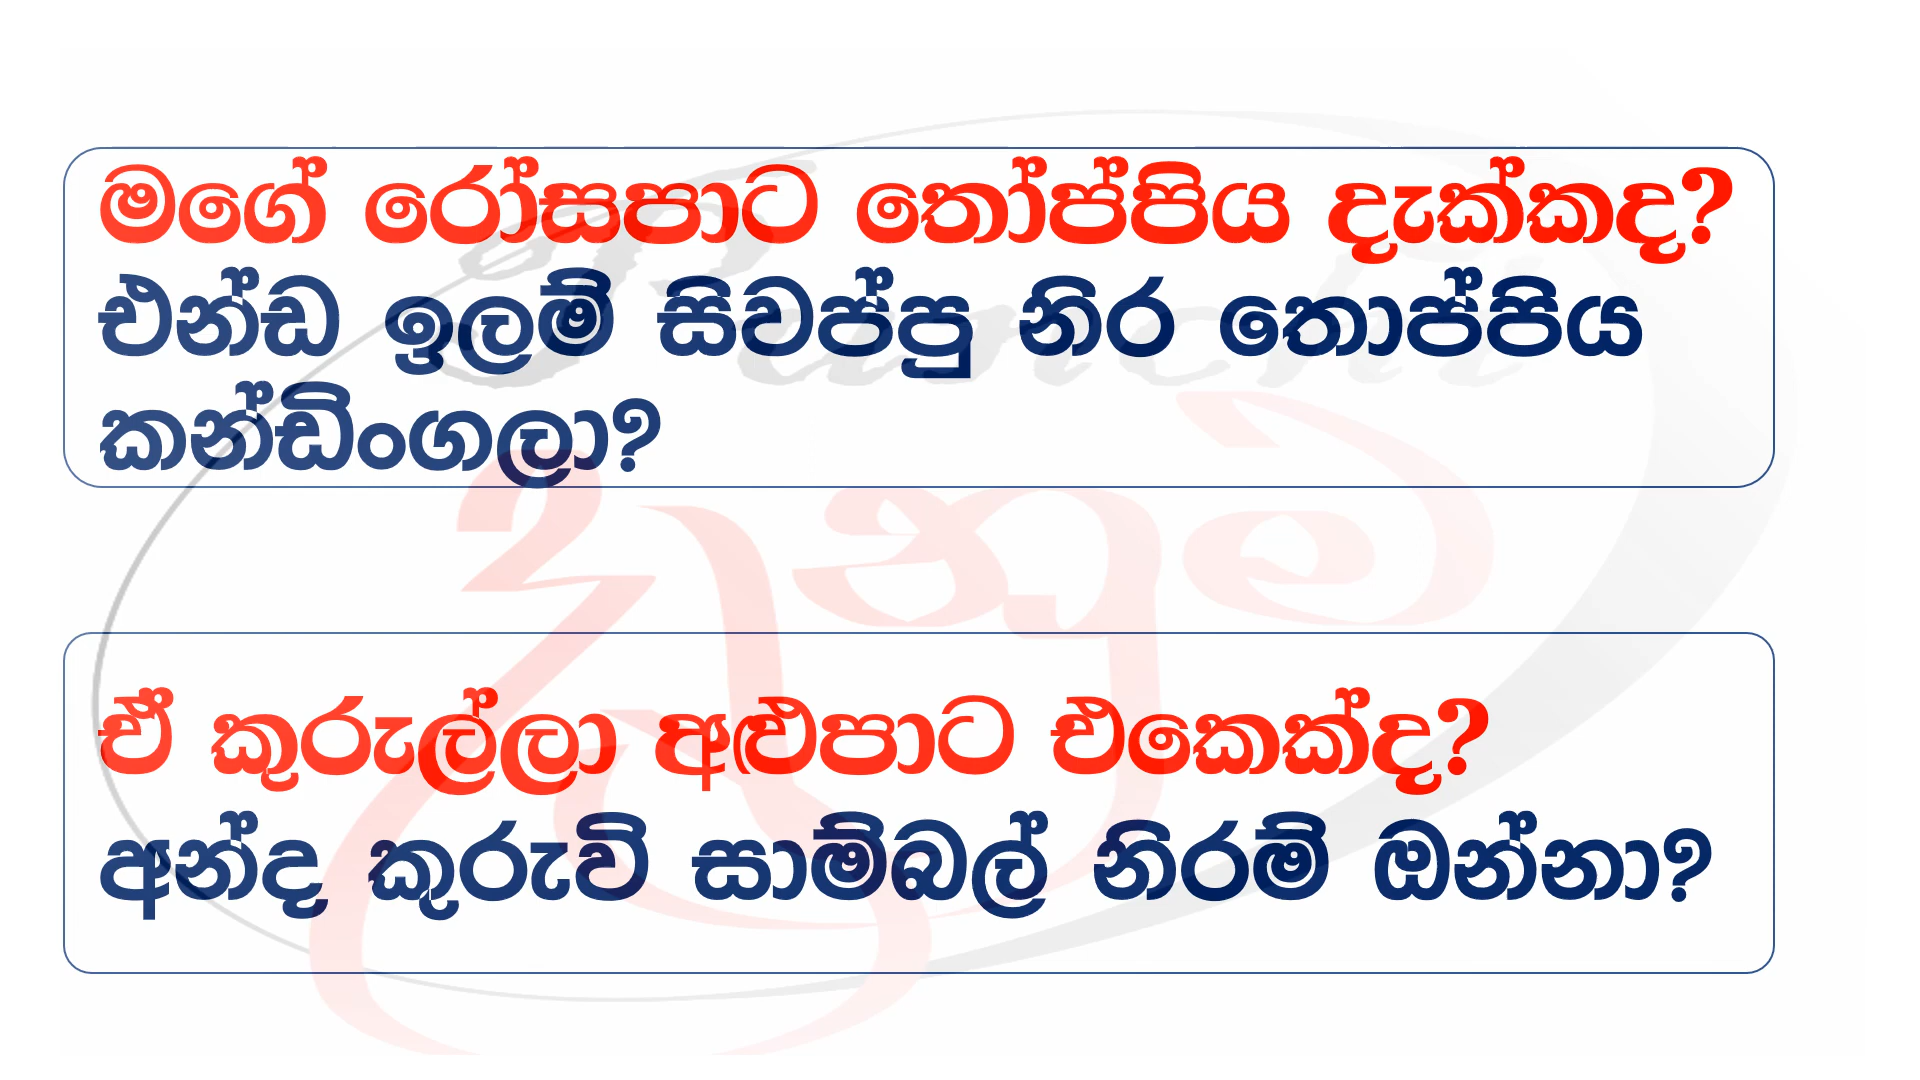 මගේ රෝසපාට තෝප්පිය දැක්කද?
එන්ඩ ඉලම් සිවප්පු නිර තොප්පිය
කන්ඩිංගලා?
ඒ කුරුල්ලා අළුපාට එකෙක්ද?
අන්ද කුරුවි සාම්බල් නිරම් ඔන්නා?